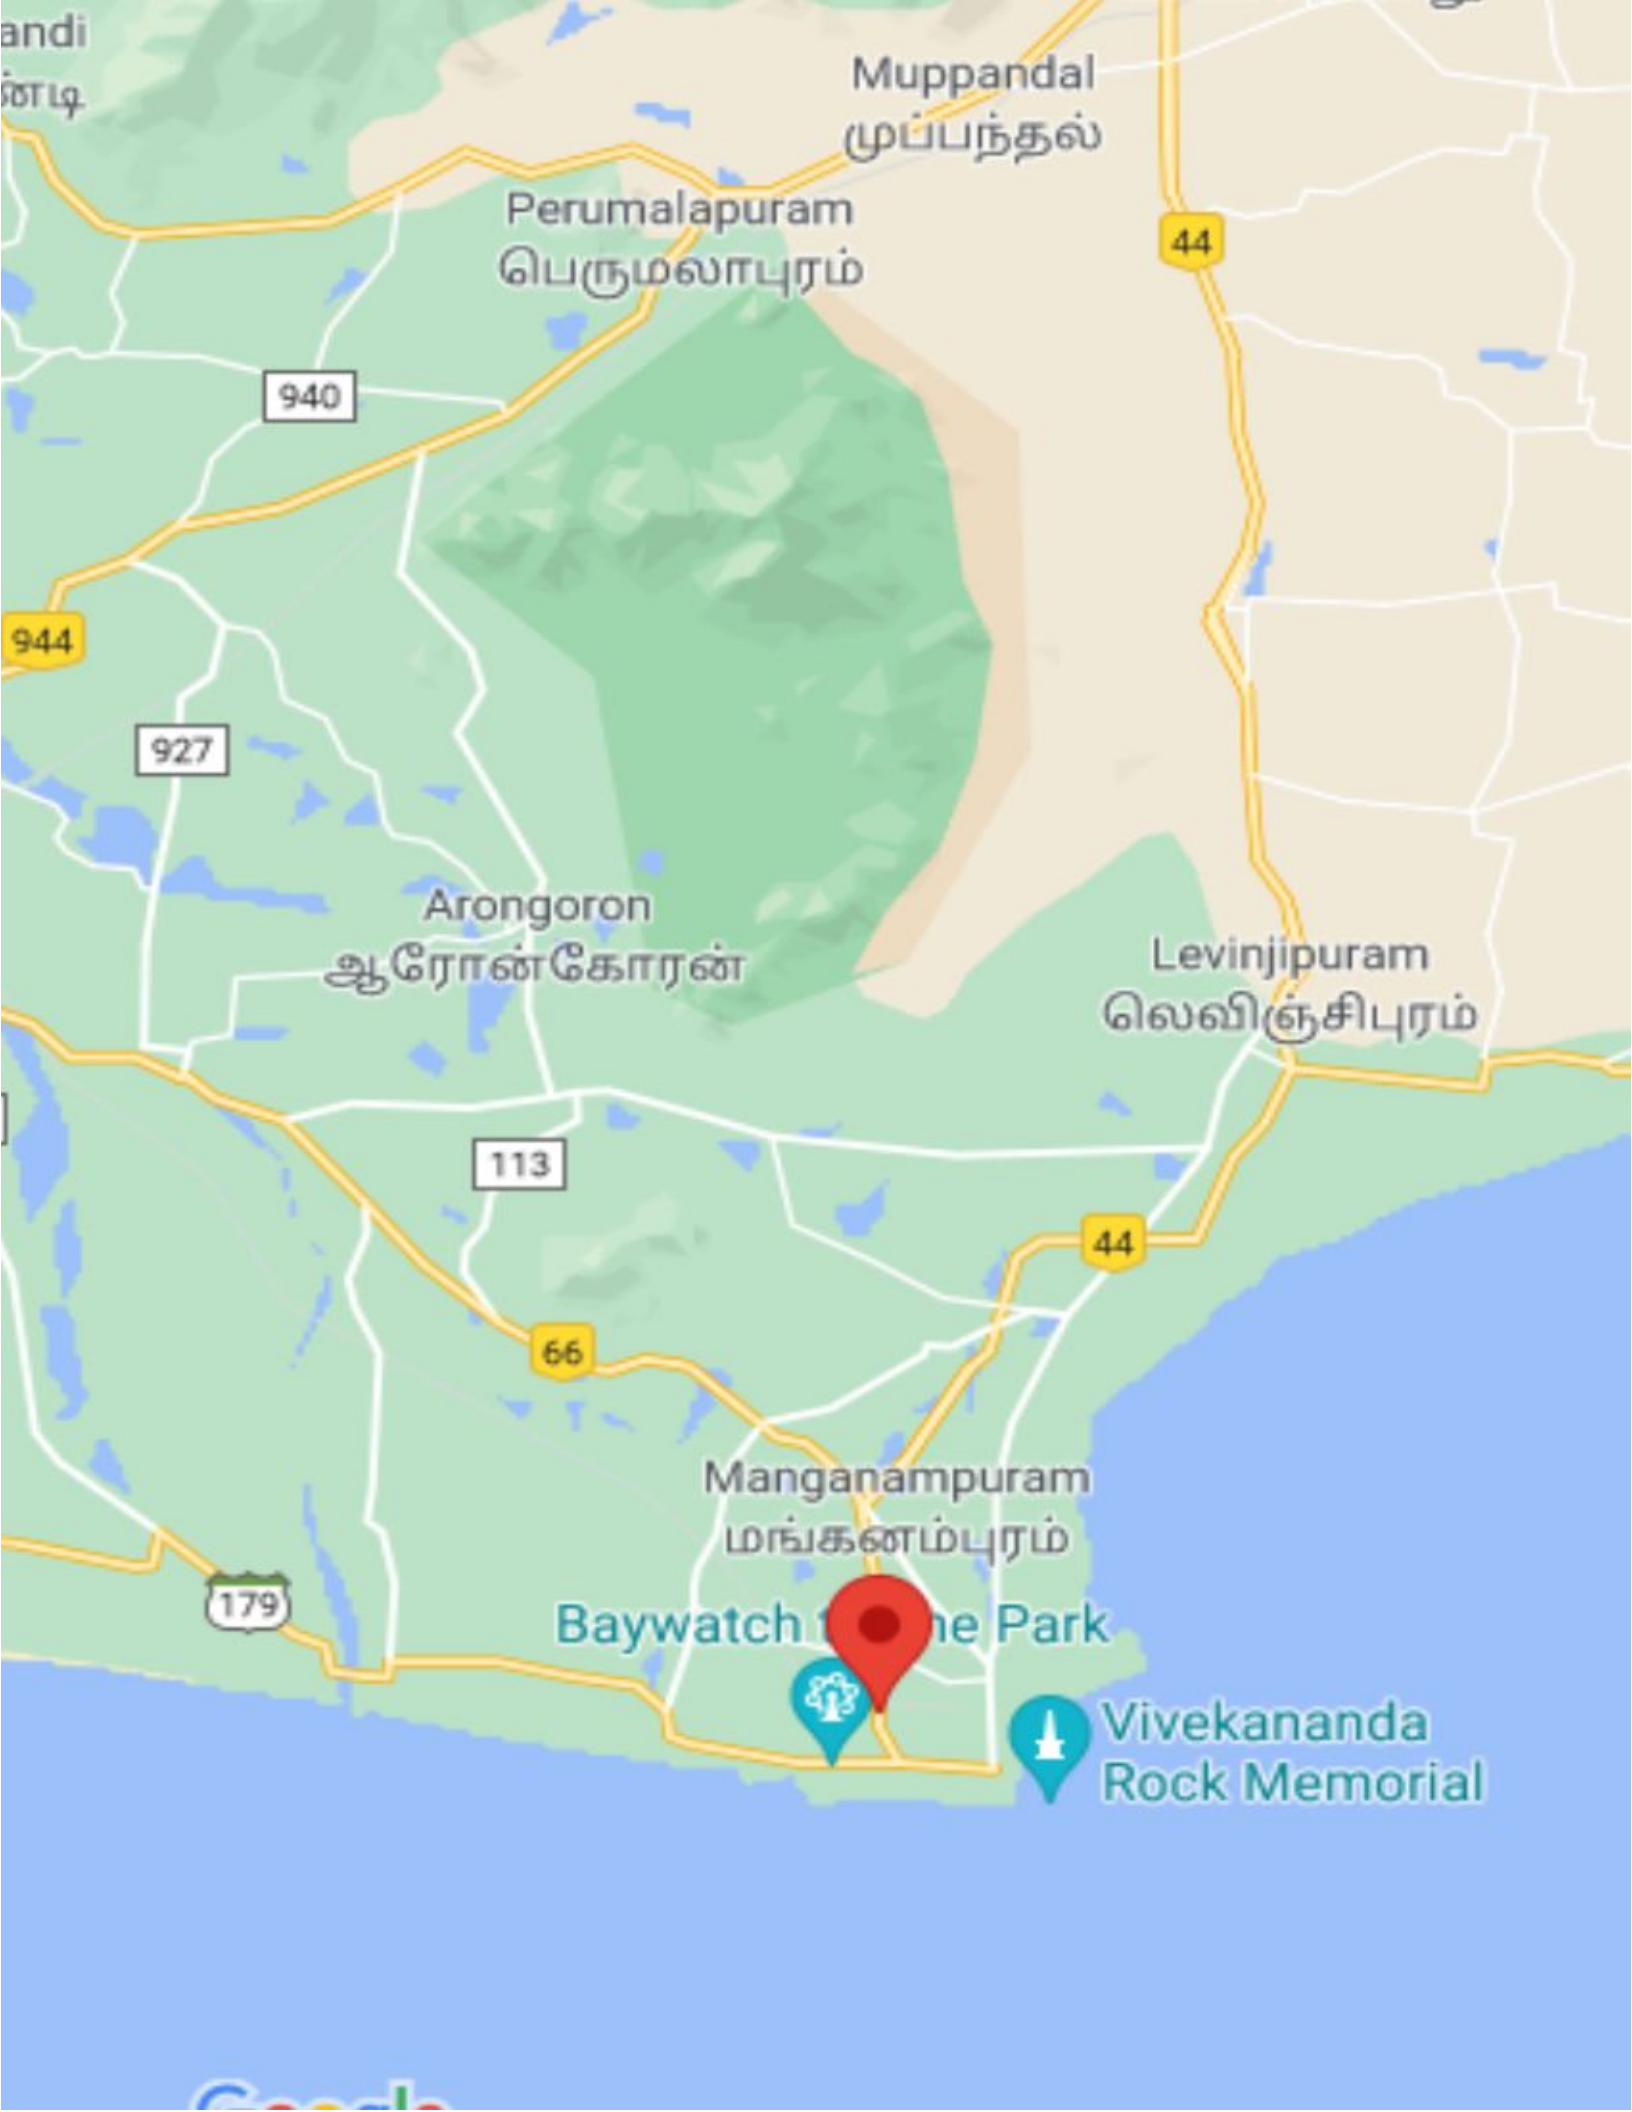 andi
ண்டி
Muppandal
முப்பந்தல்
Perumalapuram
பெருமலாபுரம்
44
940
944
927
Arongoron
ஆரோன்கோரன்
Levinjipuram
லெவிஞ்சிபுரம்
113
44
66
Manganampuram
மங்கனம்புரம்
179
Baywatch Park
Vivekananda
Rock Memorial
Google